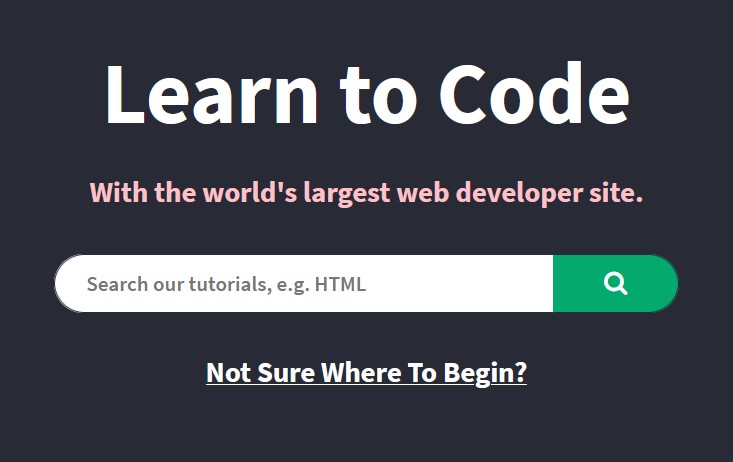 Learn to Code
With the world's largest web developer site.
Search our tutorials, e.g. HTML
Not Sure Where To Begin?